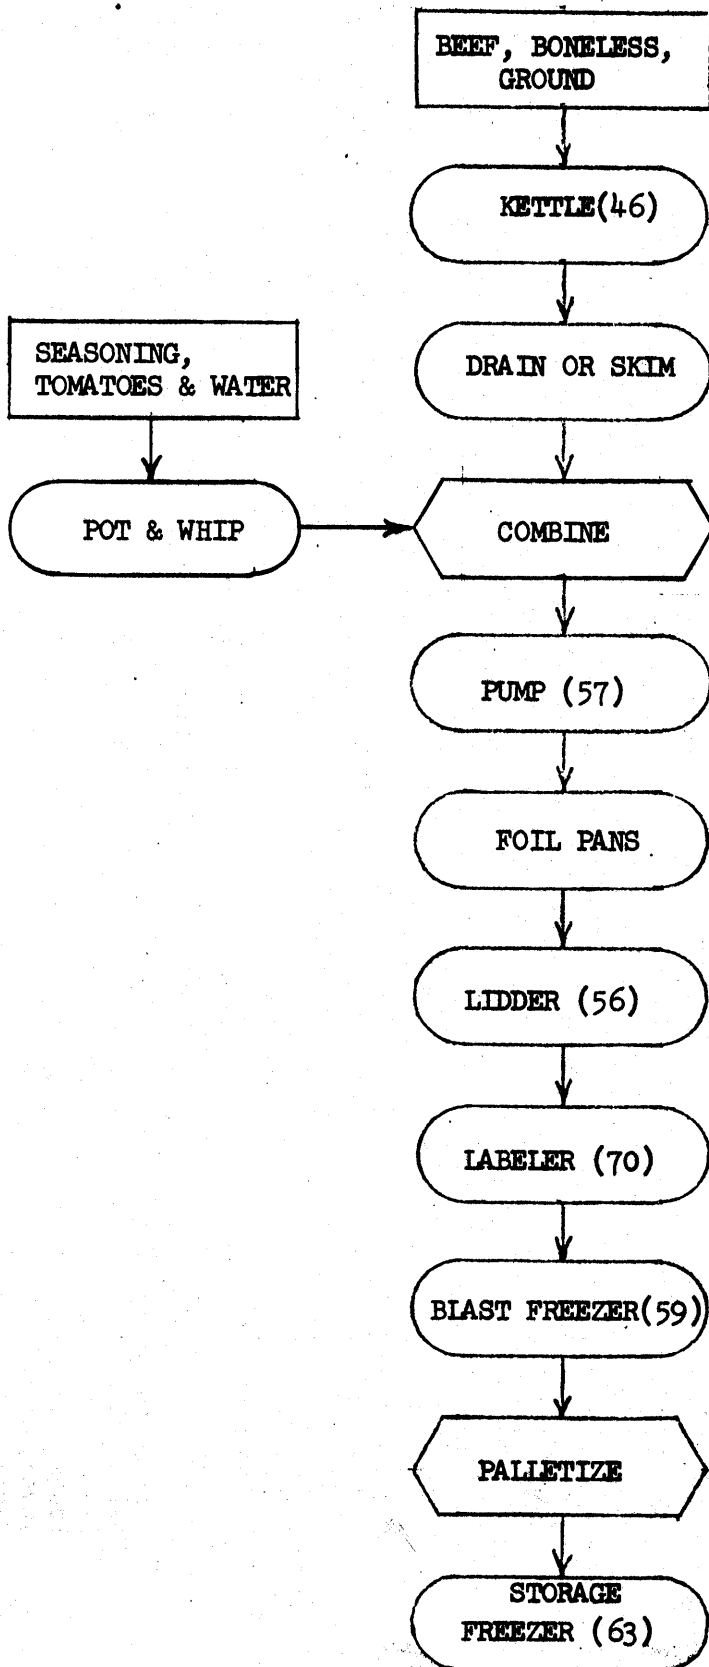 BEEF, BONELESS,
GROUND
KETTLE(46)
DRAIN OR SKIM
SEASONING,
TOMATOES & WATER
POT & WHIP
COMBINE
PUMP (57)
FOIL PANS
LIDDER (56)
LABELER (70)
BLAST FREEZER(59)
PALLETIZE
STORAGE
FREEZER (63)